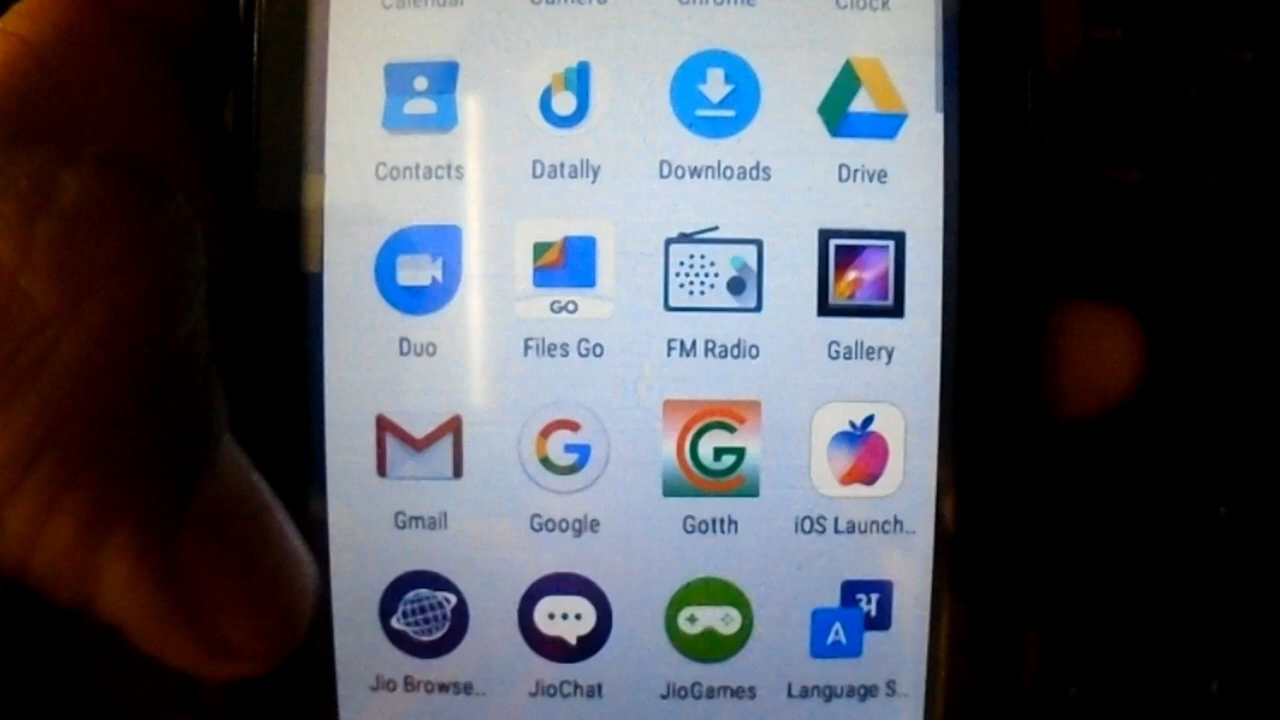 Calendar Camera Chrome Clock
Contacts Datally Downloads Drive
GO
Duo Files Go FM Radio Gallery
Gmail Google Gotth iOS Launch..
अ
A
Jio Browse.. JioChat JioGames Language S..